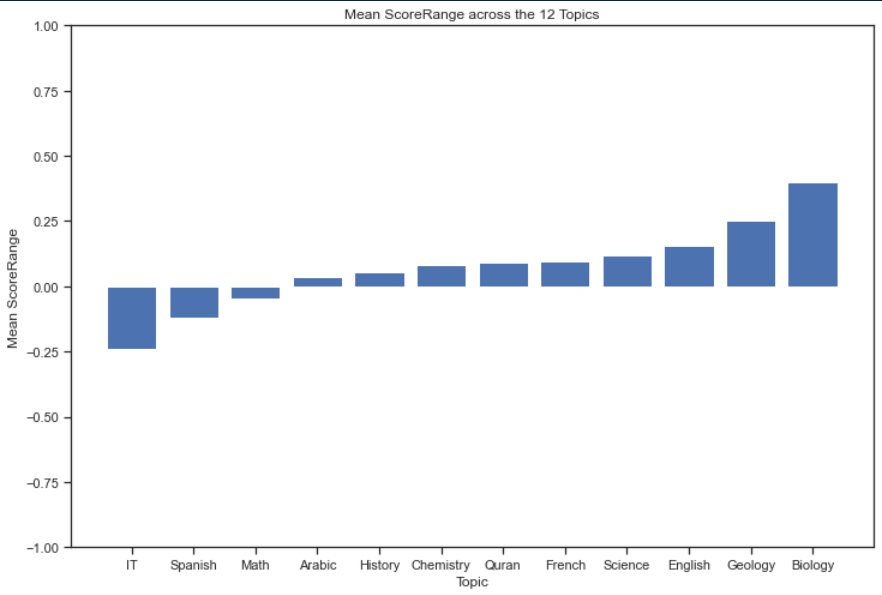 Mean ScoreRange across the 12 Topics
1.00
0.75
0.50
0.25
0.00
−0.25
−0.50
−0.75
−1.00
Mean ScoreRange
IT Spanish Math Arabic History Chemistry Quran French Science English Geology Biology
Topic